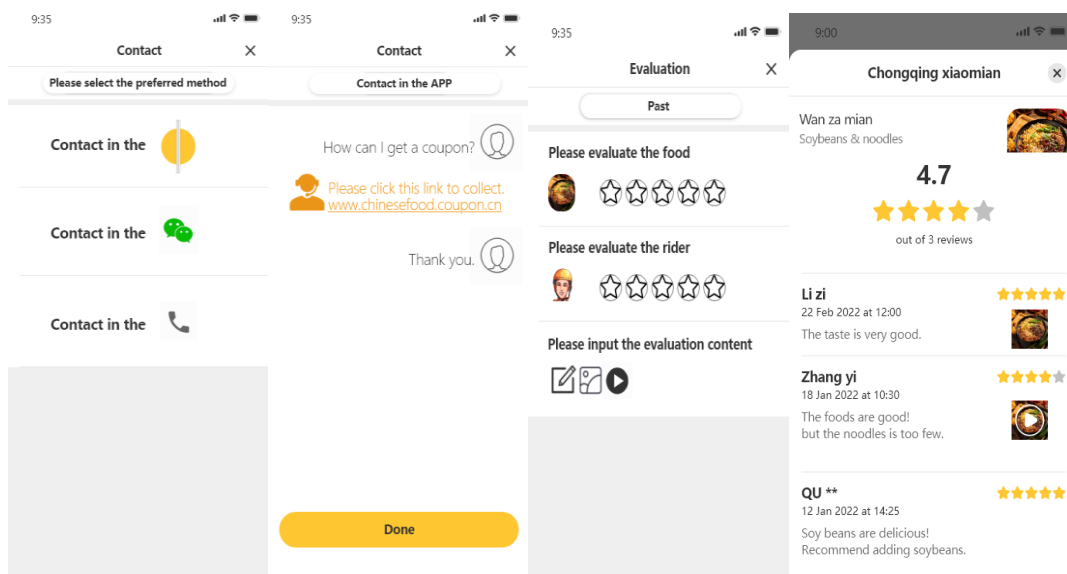 9:35
Contact
Please select the preferred method
Contact in the
Contact in the
Contact in the
9:35
Contact
Contact in the APP
How can I get a coupon?
Please click this link to collect.
www.chinesefood.coupon.cn
Thank you.
Done
9:35
Evaluation
Past
Please evaluate the food
Please evaluate the rider
Please input the evaluation content
9:00
Chongqing xiaomian
Wan za mian
Soybeans & noodles
4.7
out of 3 reviews
Li zi
22 Feb 2022 at 12:00
The taste is very good.
Zhang yi
18 Jan 2022 at 10:30
The foods are good!
but the noodles is too few.
QU **
12 Jan 2022 at 14:25
Soy beans are delicious!
Recommend adding soybeans.